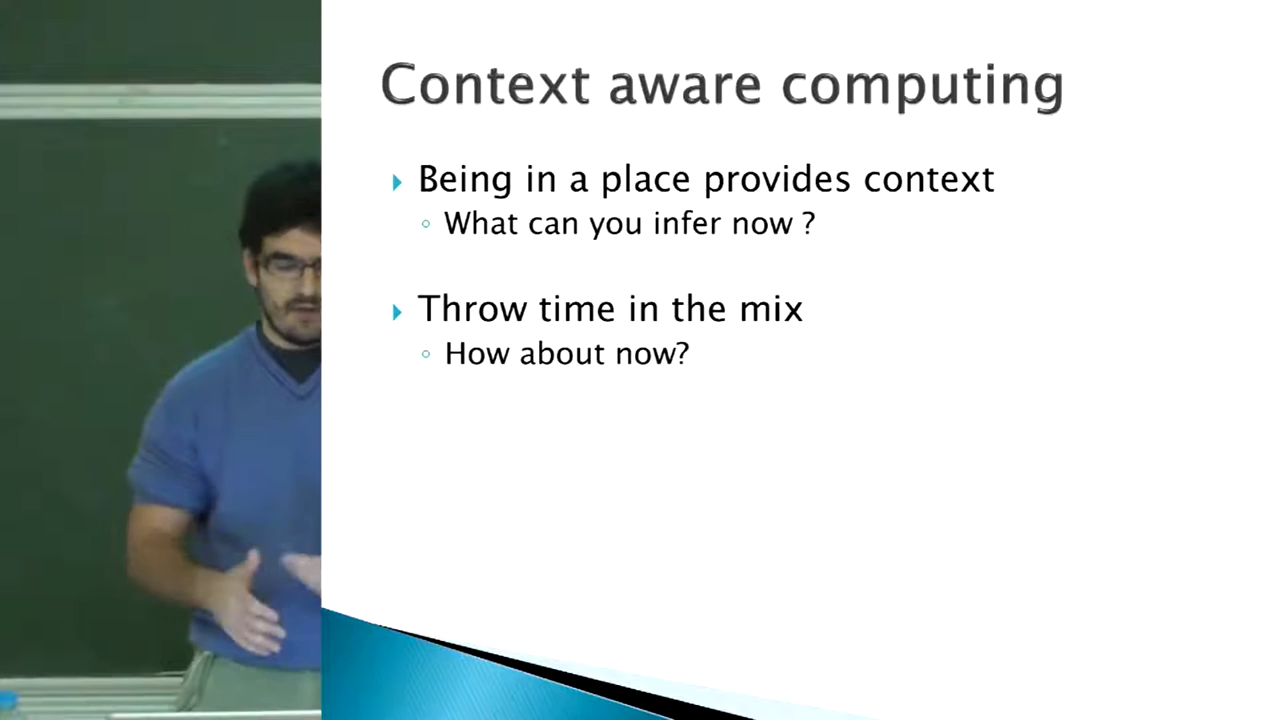 Context aware computing
Being in a place provides context
What can you infer now ?
Throw time in the mix
How about now?